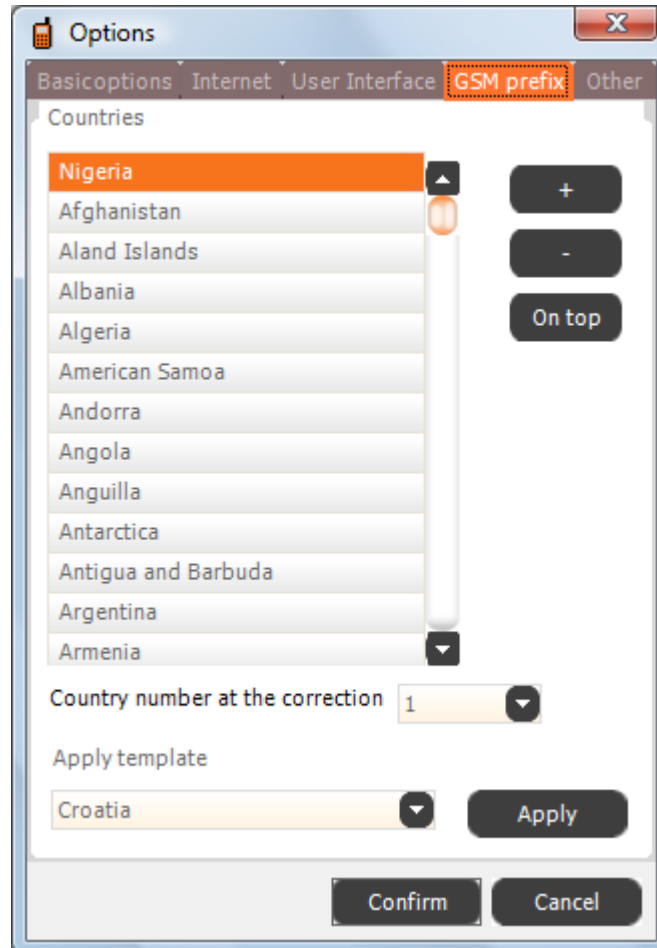 Options
Basicoptions Internet User Interface GSM prefix Other
Countries
Nigeria
+
Afghanistan
Aland Islands
-
Albania
On top
Algeria
American Samoa
Andorra
Angola
Anguilla
Antarctica
Antigua and Barbuda
Argentina
Armenia
Country number at the correction 1
Apply template
Croatia
Apply
Confirm Cancel